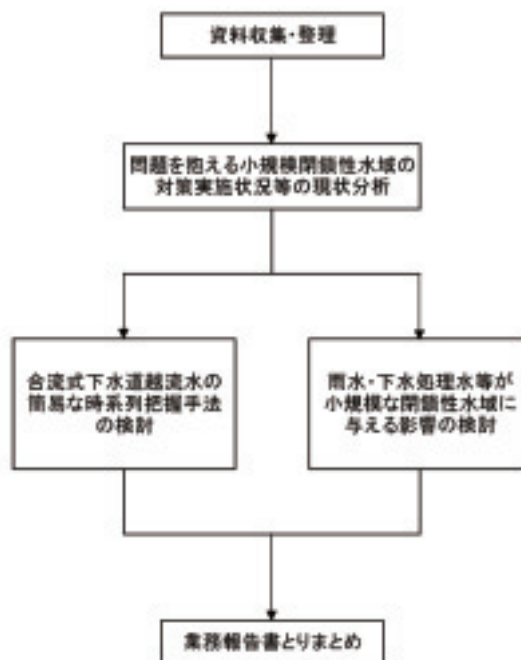 資料収集・整理
問題を抱える小規模閉鎖性水域の
対策実施状況等の現状分析
合流式下水道越流水の
簡易な時系列把握手法
の検討
雨水・下水処理水等が
小規模な閉鎖性水域に
与える影響の検討
業務報告書とりまとめ